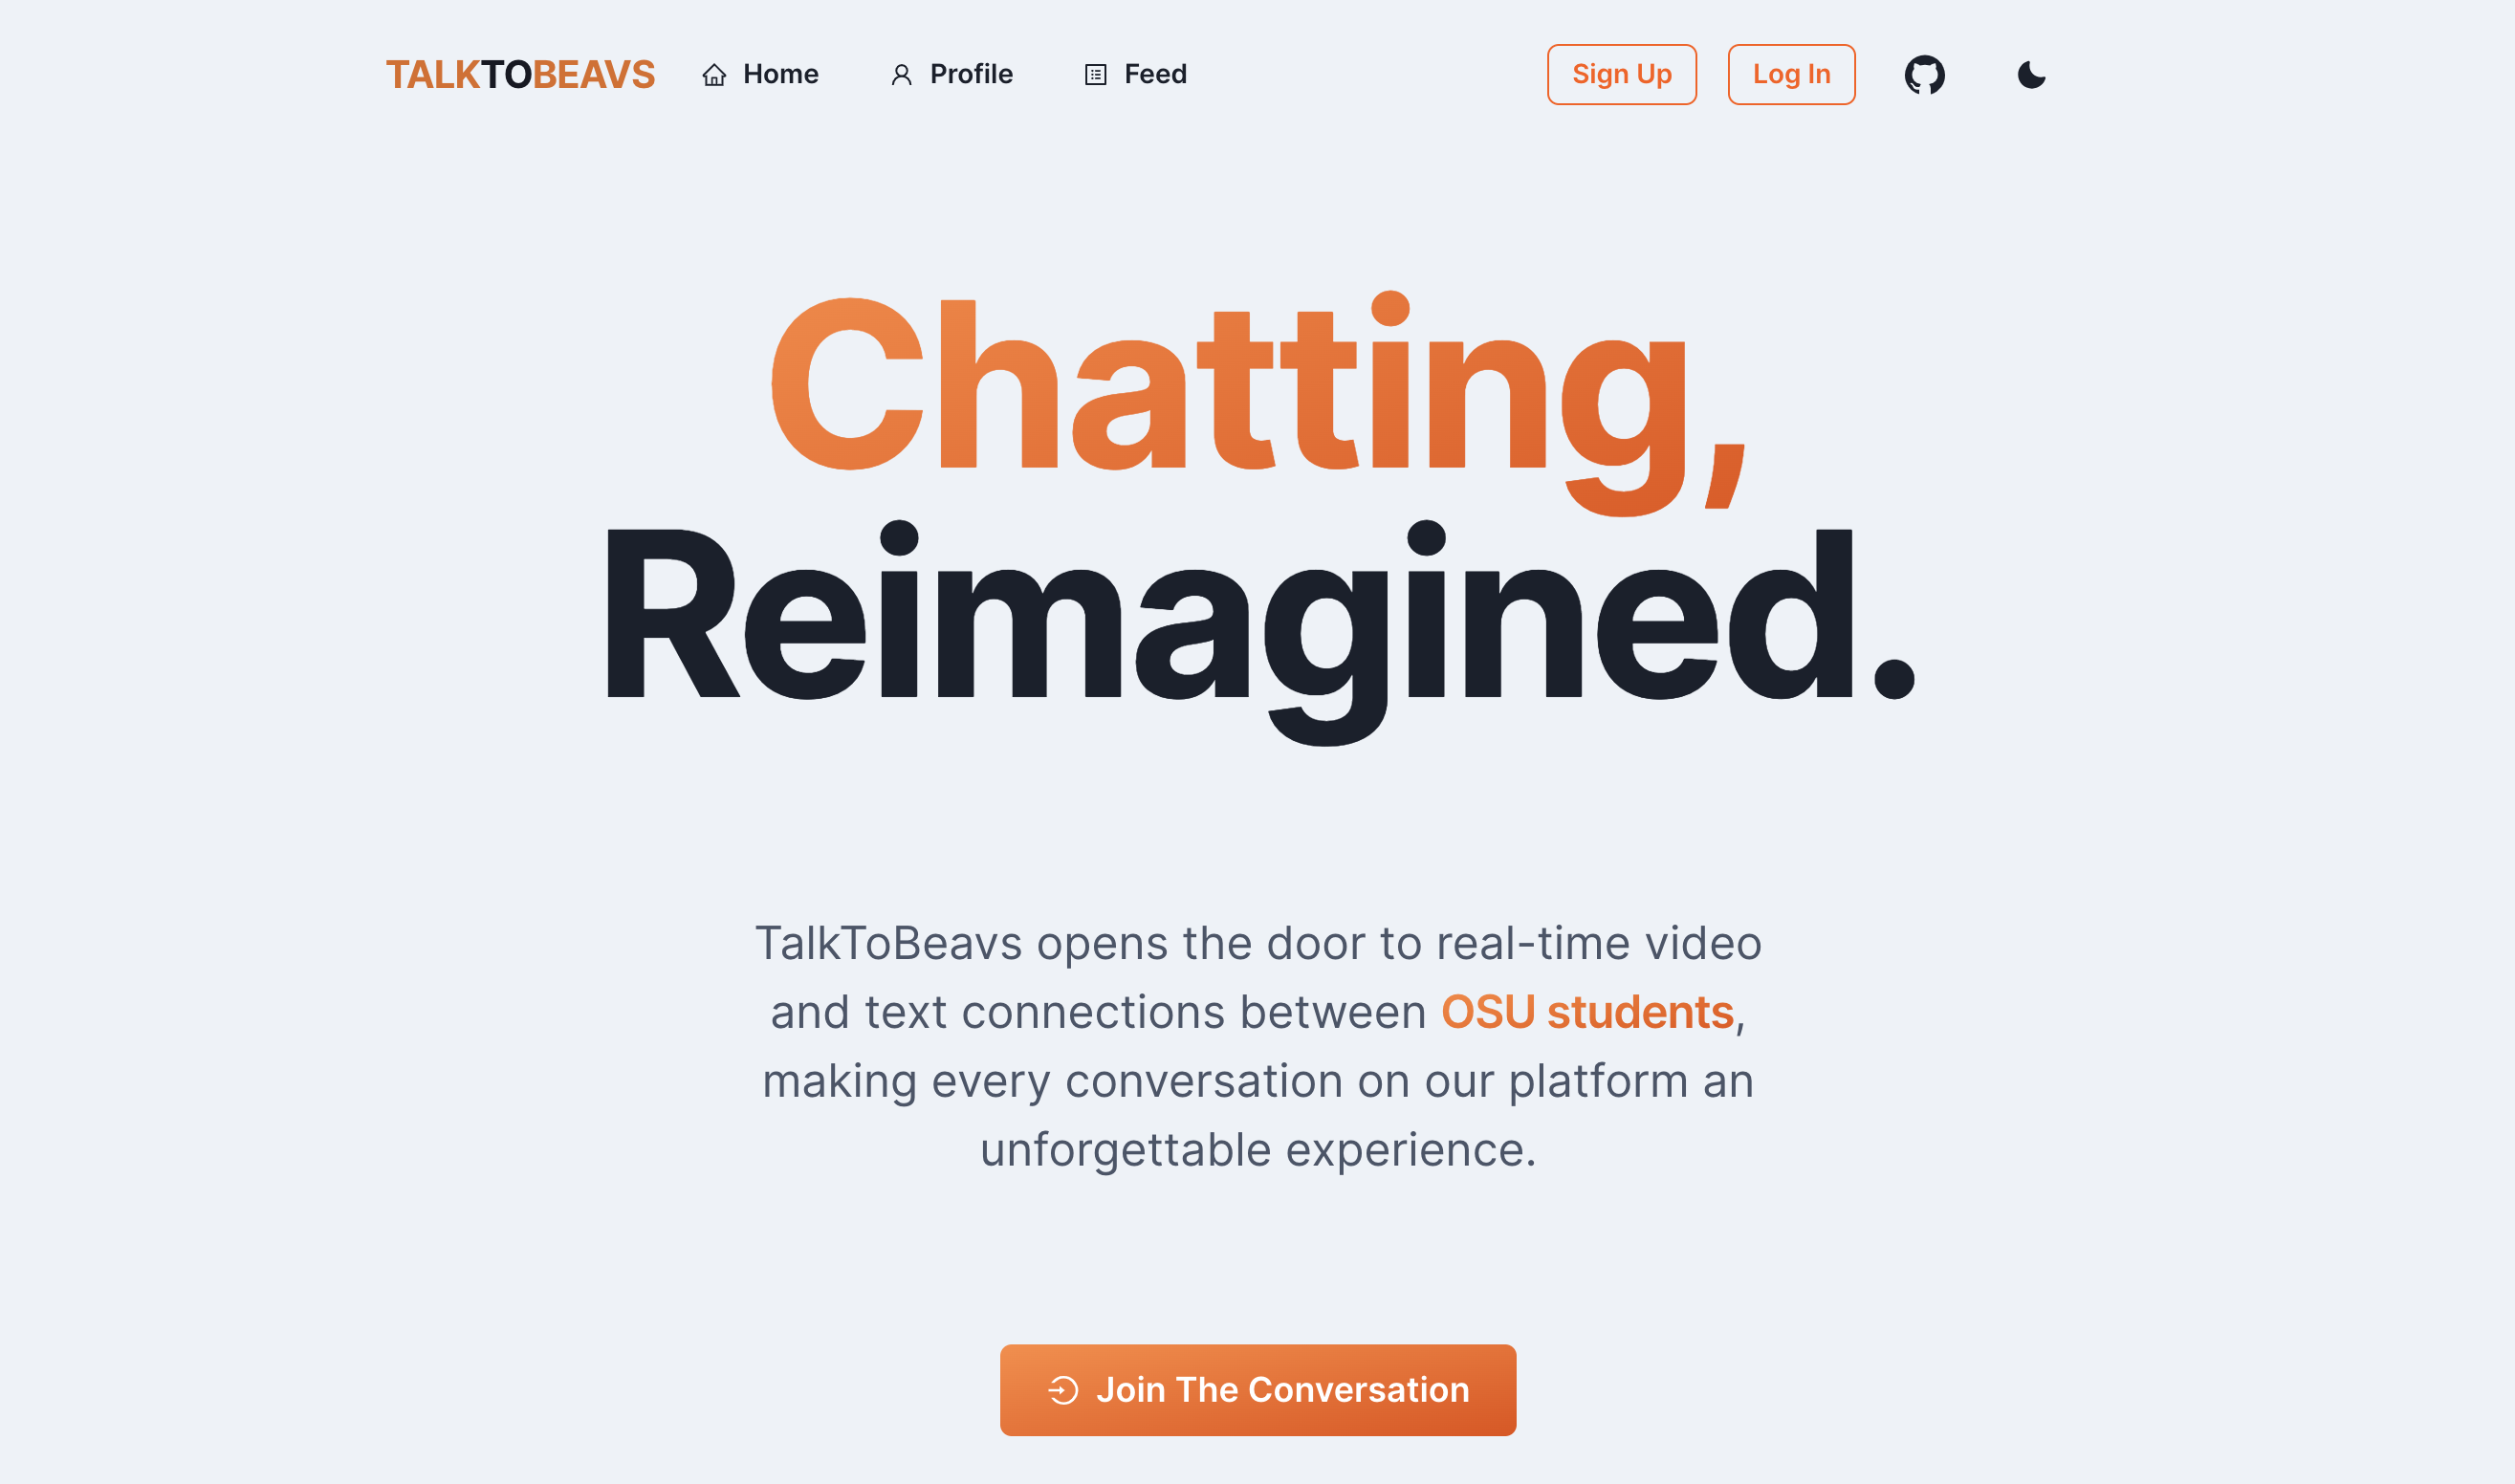 TALKTOBEAVS Home Profile Feed Sign Up Log In
Chatting,
Reimagined.
TalkToBeavs opens the door to real-time video
and text connections between OSU students,
making every conversation on our platform an
unforgettable experience.
Join The Conversation